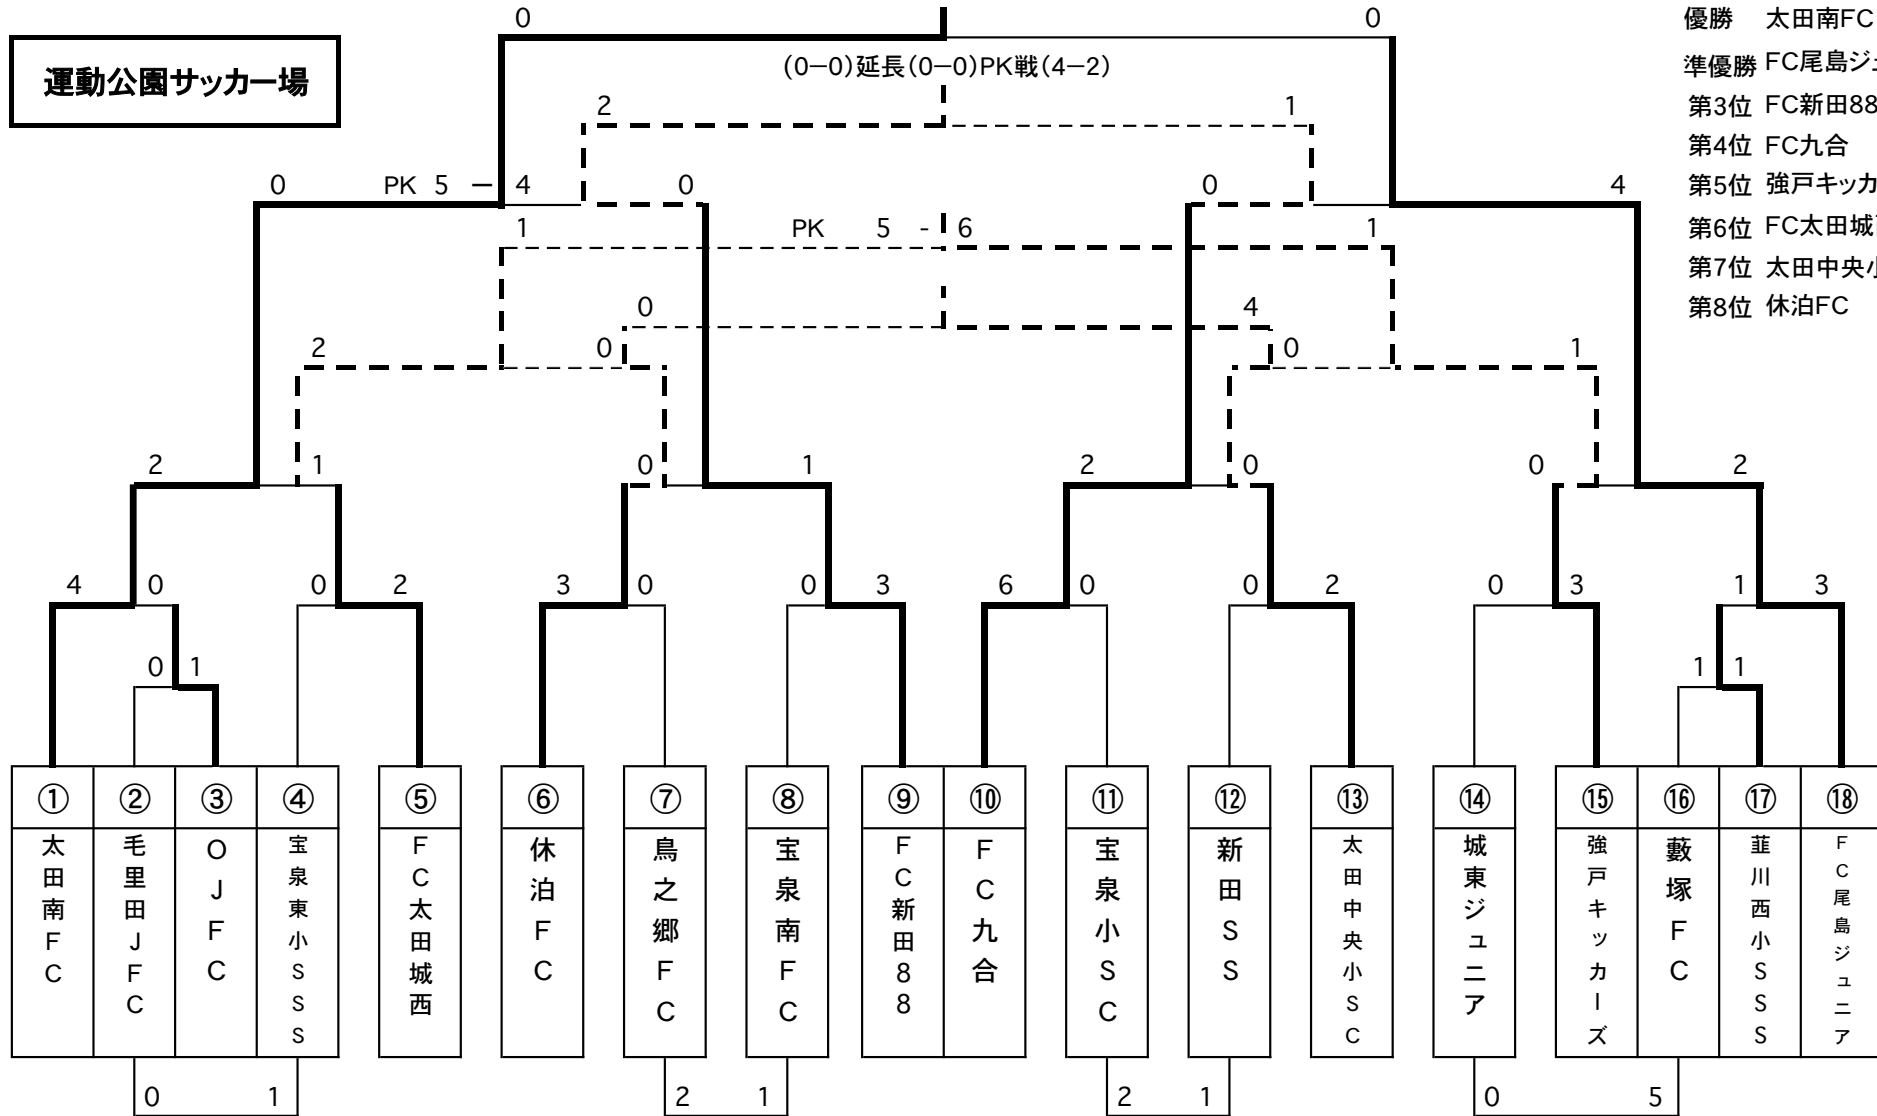 0
0
優勝 太田南FC
運動公園サッカー場
(0−0)延長(0−0)PK戦(4−2)
準優勝 FC尾島ジュ
2
1
第3位 FC新田88
第4位 FC九合
0 PK 5 − 4
0
0
4
第5位 強戸キッカ
1
PK 5 - 6
1
第6位 FC太田城
第7位 太田中央小
0
4
第8位 休泊FC
2
0
0
1
2
1
0
1
2
0
0
2
4
0
0
2
3
0
0
3
6
0
0
2
0
3
1
3
0
1
1
1
① ② ③ ④ ⑤ ⑥ ⑦ ⑧ ⑨ ⑩ ⑪ ⑫ ⑬ ⑭ ⑮ ⑯ ⑰ ⑱
太田南FC
毛里田JFC
OJFC
宝泉東小SSS
FC太田城西
休泊FC
鳥之郷FC
宝泉南FC
FC新田88
FC九合
宝泉小SC
新田SS
太田中央小SC
城東ジュニア
強戸キッカーズ
藪塚FC
韮川西小SSS
FC尾島ジュニア
0 1
2 1
2 1
0 5